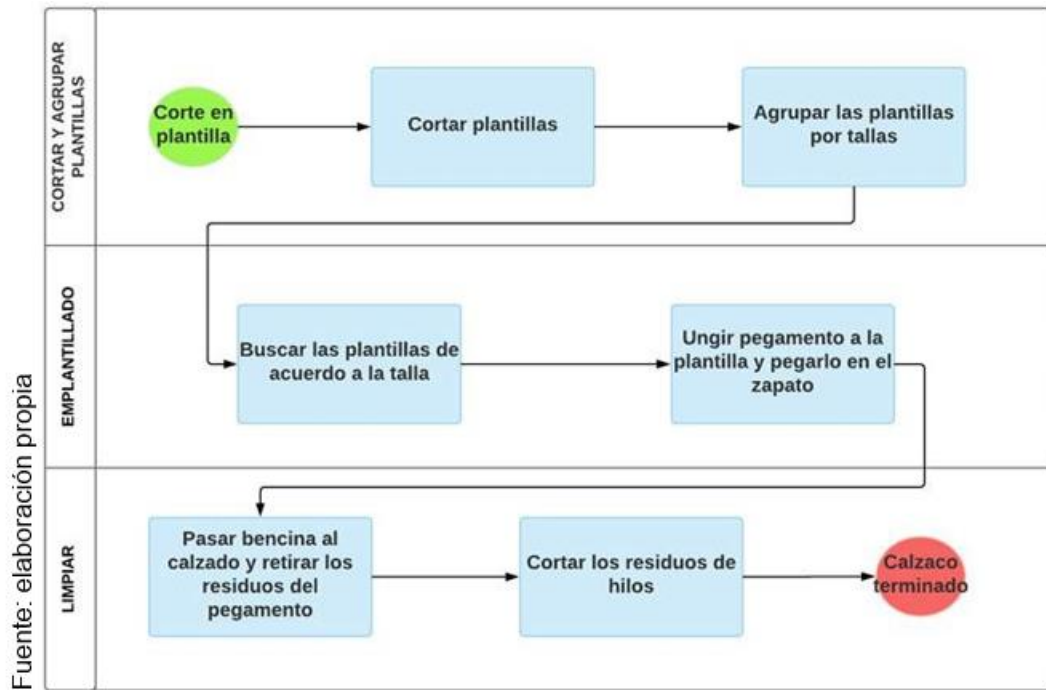 CORTAR Y AGRUPAR
PLANTILLAS
Corte en
plantilla
Cortar plantillas
Agrupar las plantillas
por tallas
EMPLANTILLADO
Buscar las plantillas de
acuerdo a la talla
Ungir pegamento a la
plantilla y pegarlo en el
zapato
LIMPIAR
Pasar bencina al
calzado y retirar los
residuos del
pegamento
Cortar los residuos de
hilos
Calzaco
terminado
Fuente: elaboración propia